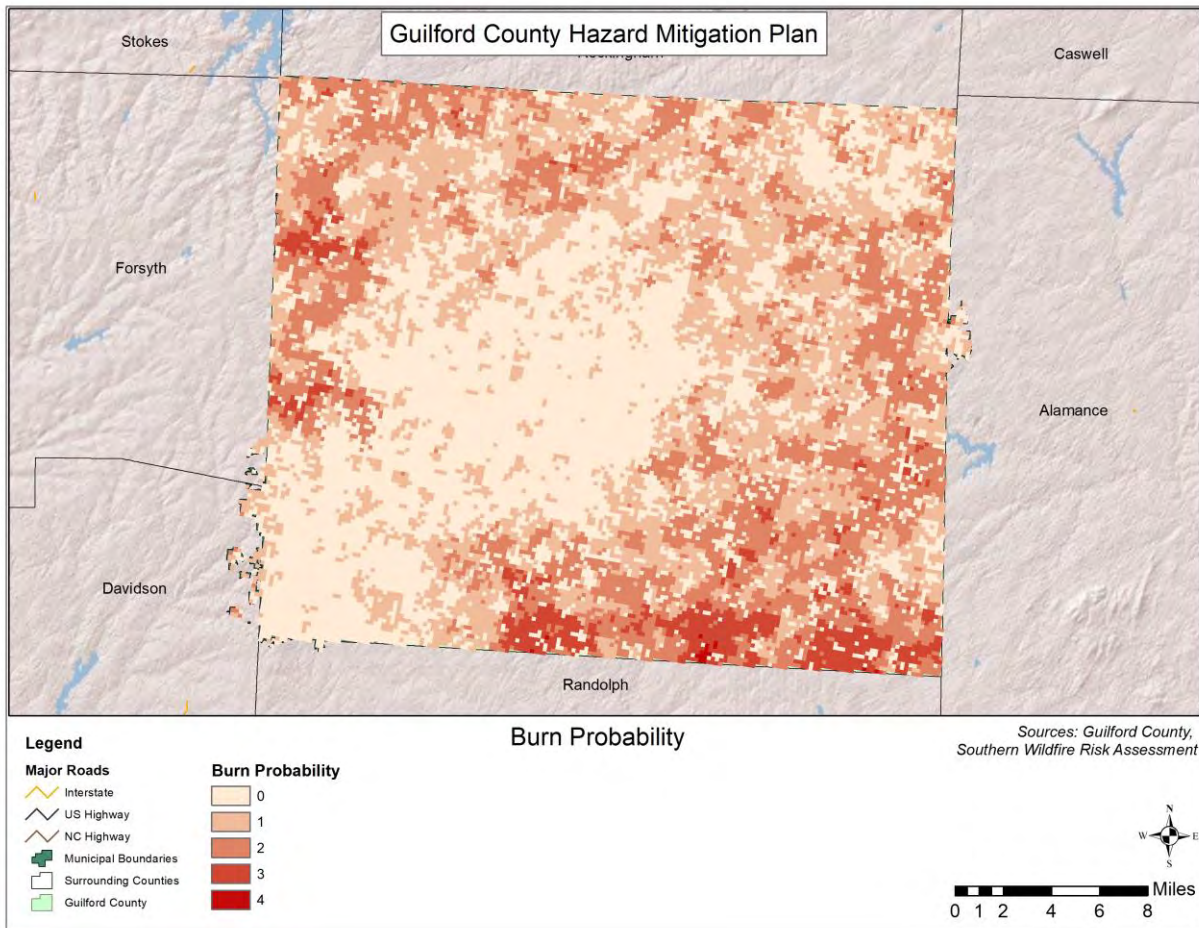 Guilford County Hazard Mitigation Plan
Stokes
Rockingham
Caswell
Forsyth
Alamance
Davidson
Randolph
Burn Probability
Sources: Guilford County,
Southern Wildfire Risk Assessment
Legend
Major Roads
Interstate
US Highway
NC Highway
Municipal Boundaries
Surrounding Counties
Guilford County
Burn Probability
0
1
2
3
4
N
W E
S
Miles
0 1 2 4 6 8